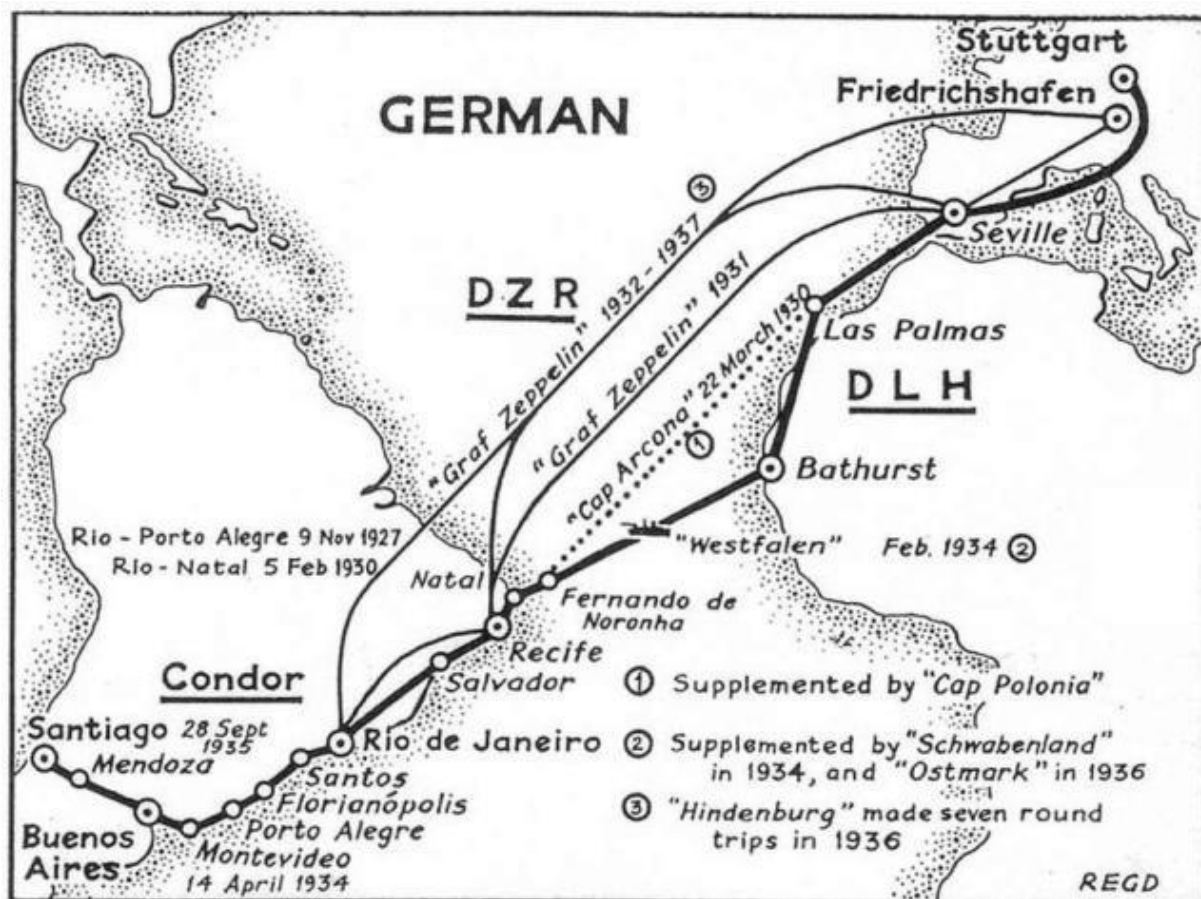 Stuttgart
Friedrichshafen
GERMAN
③
Séville
DZR
"Graf Zeppelin" 1932-1937
"Graf Zeppelin" 1931
"Cap Arcona" 22 March 1930
①
Las Palmas
DLH
Bathurst
Rio - Porto Alegre 9 Nov 1927
Rio - Natal 5 Feb 1930
"Westfalen" Feb. 1934 ②
Natal
Fernando de
Noronha
Recife
Salvador
Condor
Santiago 28 Sept
1935
Mendoza
Rio de Janeiro
Santos
Florianópolis
Porto Alegre
Buenos
Aires
Montevideo
14 April 1934
① Supplemented by "Cap Polonia"
② Supplemented by "Schwabenland"
in 1934, and "Ostmark" in 1936
③ "Hindenburg" made seven round
trips in 1936
REGD